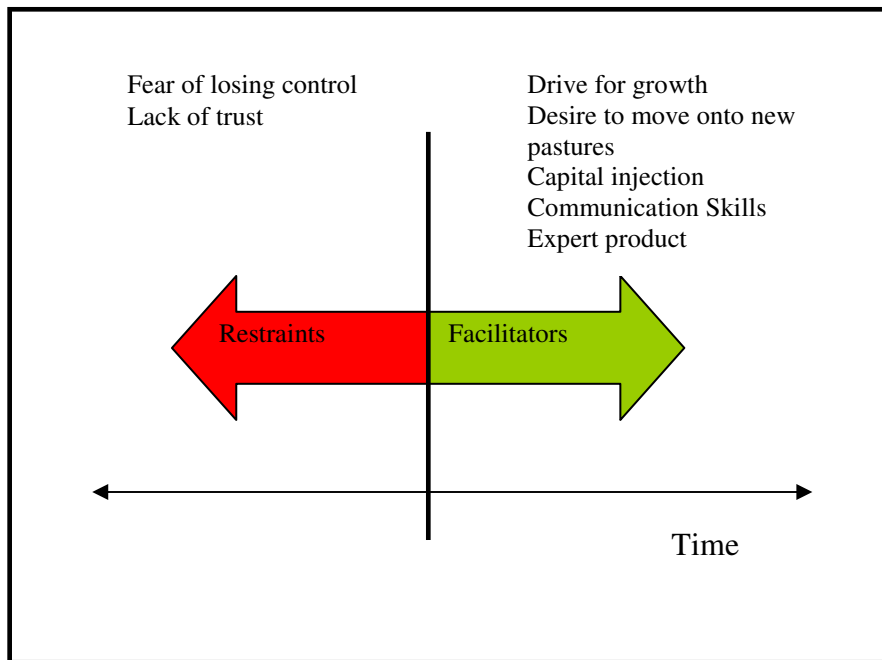 Fear of losing control
Lack of trust
Drive for growth
Desire to move onto new
pastures
Capital injection
Communication Skills
Expert product
Restraints
Facilitators
Time